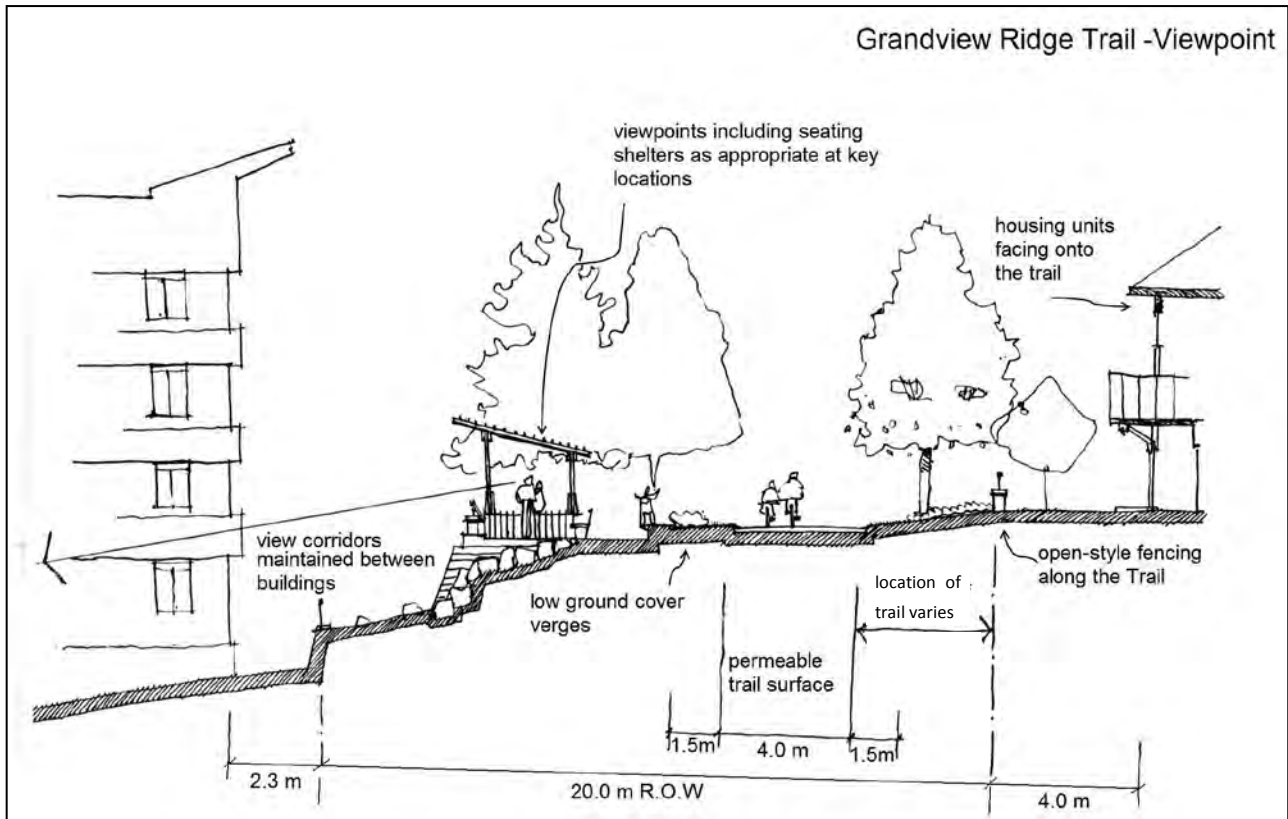 Grandview Ridge Trail -Viewpoint
viewpoints including seating
shelters as appropriate at key
locations
housing units
facing onto
the trail
view corridors
maintained between
buildings
low ground cover
verges
open-style fencing
along the Trail
location of
trail varies
permeable
trail surface
1.5m
4.0 m
1.5m
2.3 m
20.0 m R.O.W
4.0 m